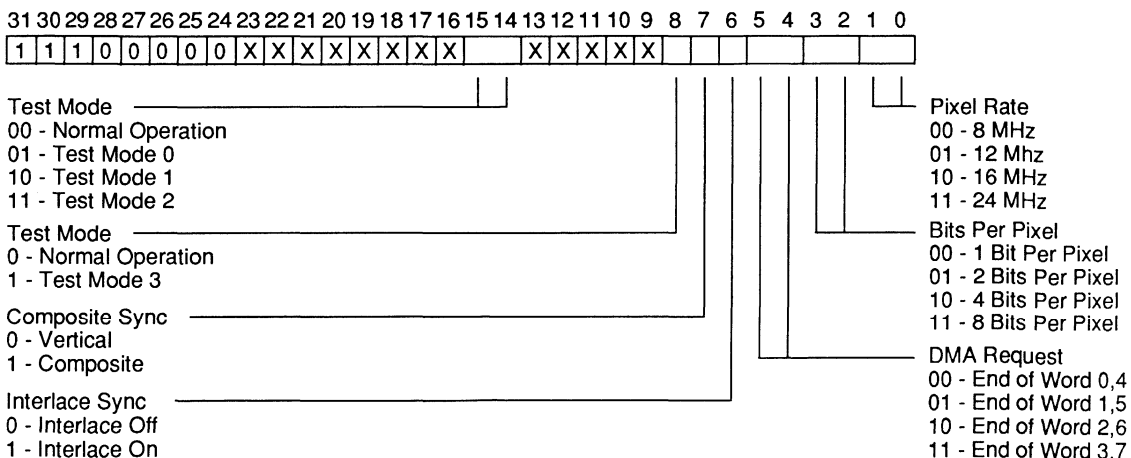 31 30 29 28 27 26 25 24 23 22 21 20 19 18 17 16 15 14 13 12 11 10 9 8 7 6 5 4 3 2 1 0
1 1 1 0 0 0 0 0 X X X X X X X X X X X X X
Test Mode
00 - Normal Operation
01 - Test Mode 0
10 - Test Mode 1
11 - Test Mode 2
Test Mode
0 - Normal Operation
1 - Test Mode 3
Composite Sync
0 - Vertical
1 - Composite
Interlace Sync
0 - Interlace Off
1 - Interlace On
Pixel Rate
00 - 8 MHz
01 - 12 Mhz
10 - 16 MHz
11 - 24 MHz
Bits Per Pixel
00 - 1 Bit Per Pixel
01 - 2 Bits Per Pixel
10 - 4 Bits Per Pixel
11 - 8 Bits Per Pixel
DMA Request
00 - End of Word 0,4
01 - End of Word 1,5
10 - End of Word 2,6
11 - End of Word 3,7